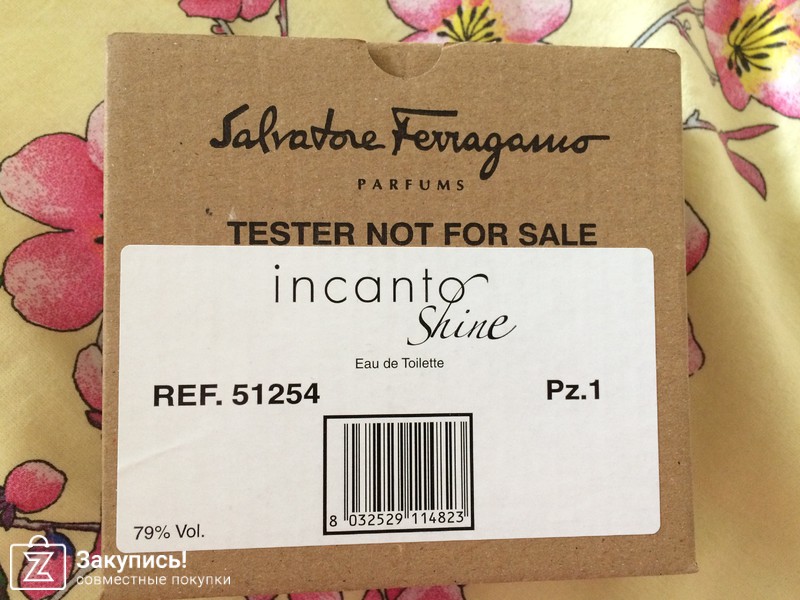 Salvatore Ferragamo
PARFUMS
TESTER NOT FOR SALE
incanto
Shine
Eau de Toilette
REF. 51254
Pz.1
8 032529 114823
79% Vol.
Закупись!
совместные покупки